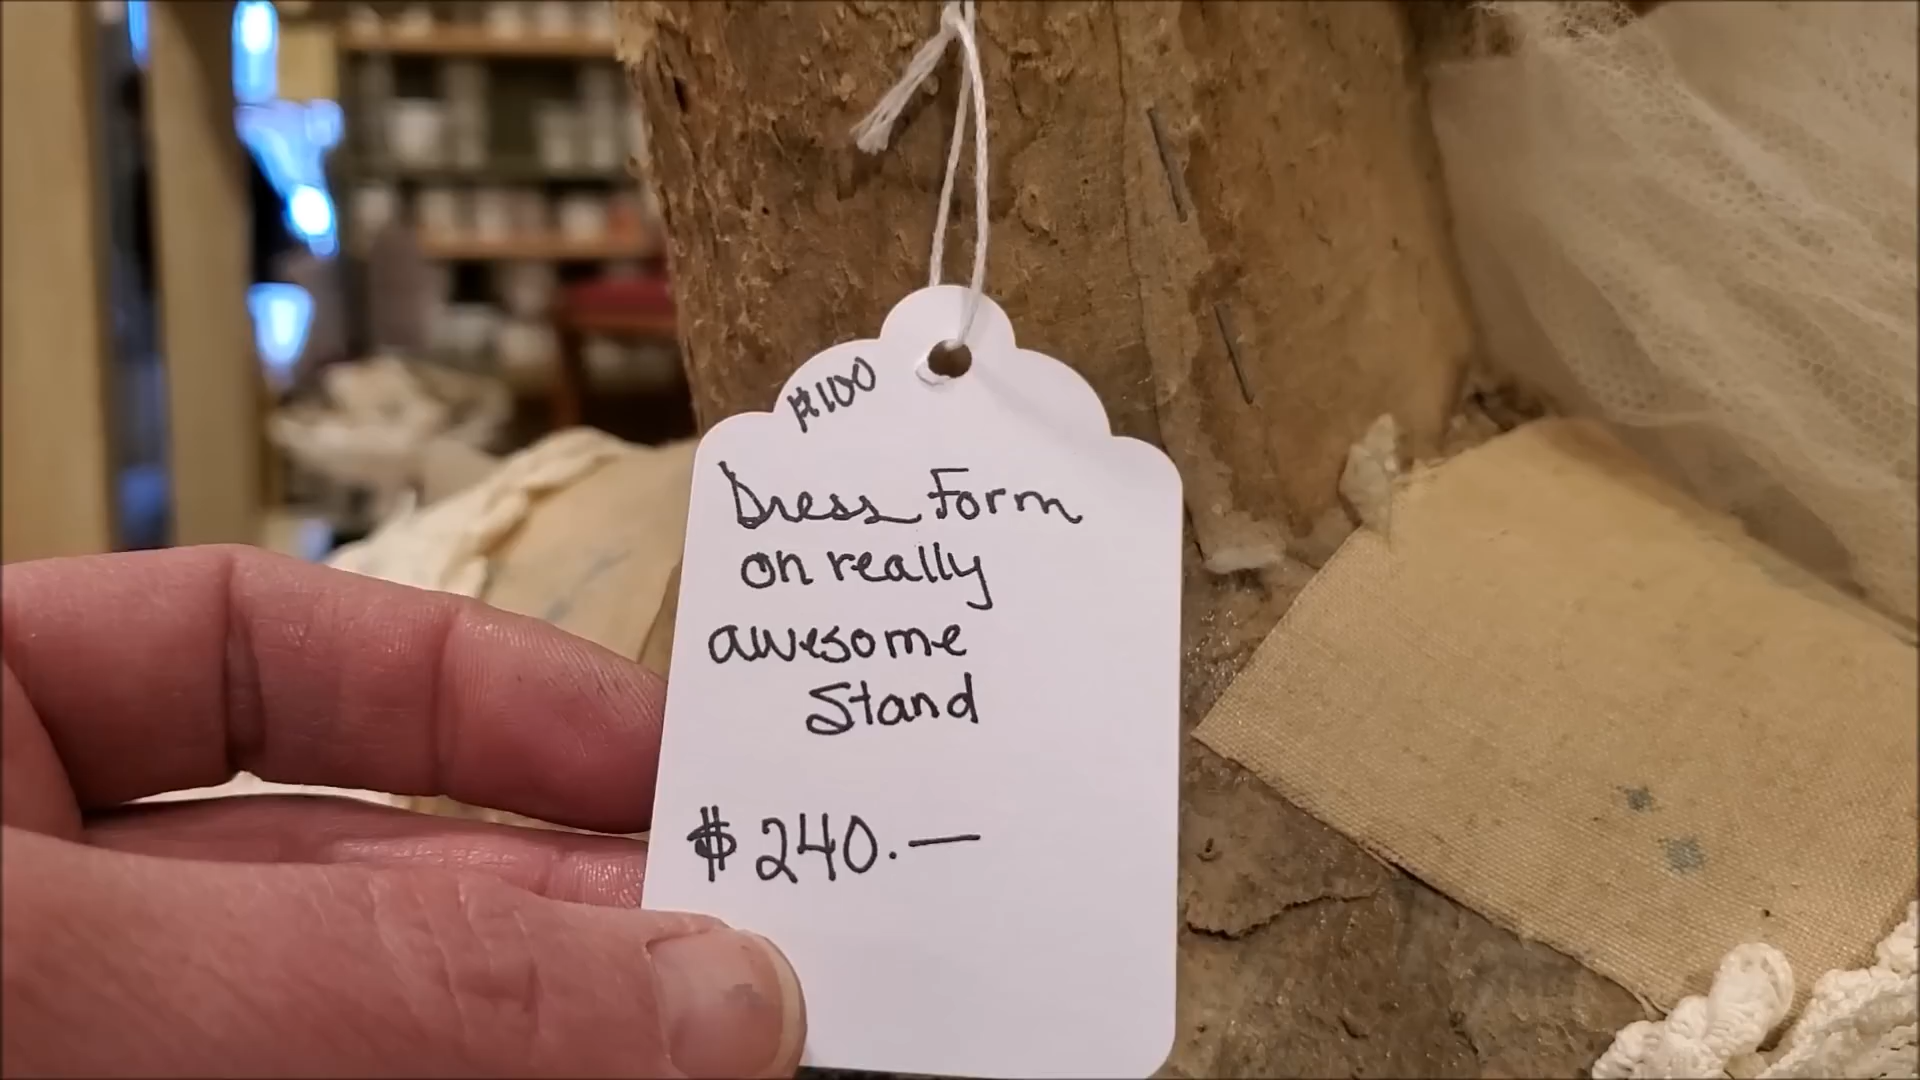 #100
Dress Form
on really
awesome
Stand
$240.—